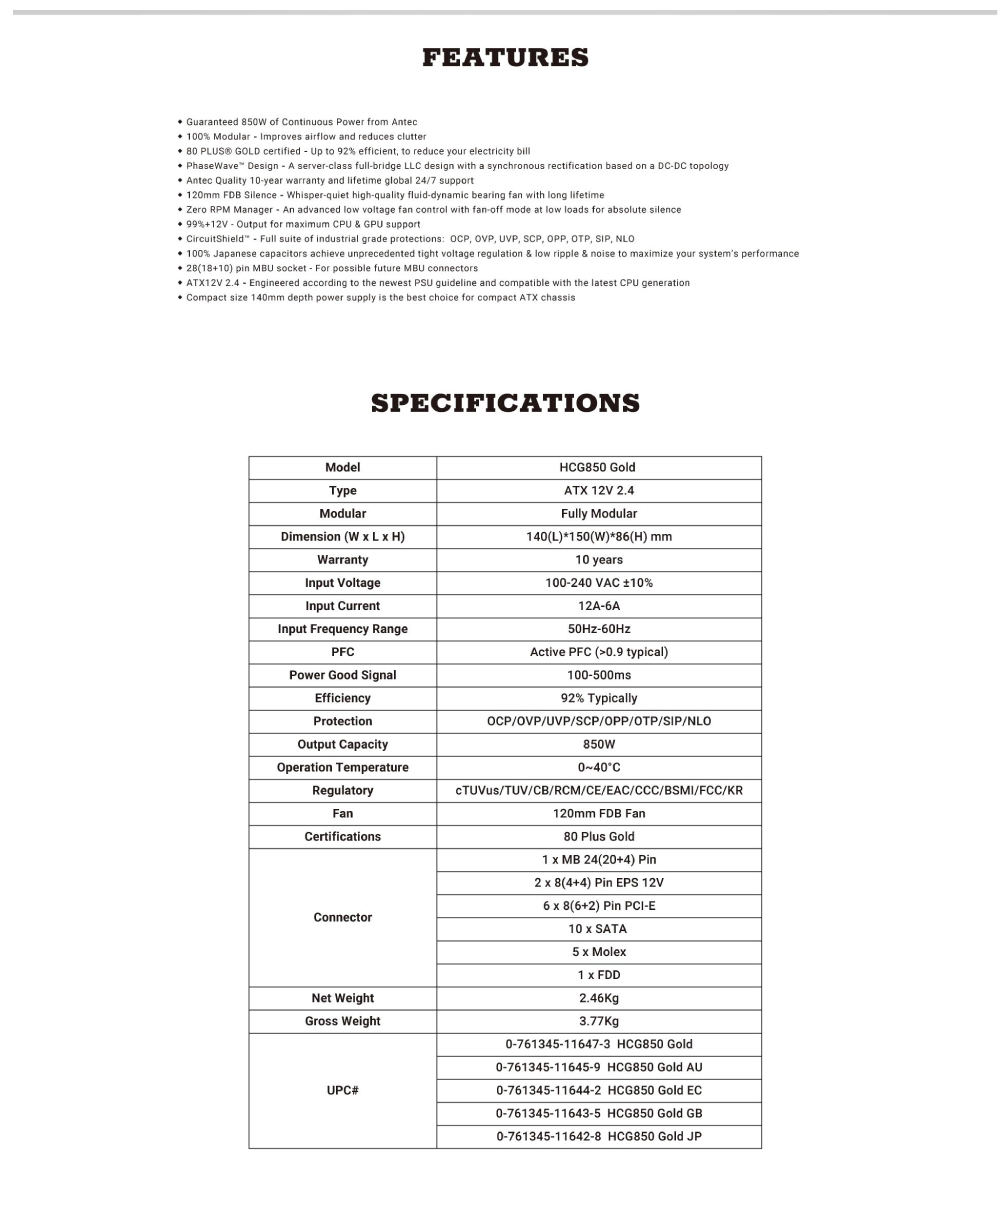 FEATURES
◆ Guaranteed 850W of Continuous Power from Antec
◆ 100% Modular - Improves airflow and reduces clutter
◆ 80 PLUS® GOLD certified - Up to 92% efficient, to reduce your electricity bill
◆ PhaseWave™ Design - A server-class full-bridge LLC design with a synchronous rectification based on a DC-DC topology
◆ Antec Quality 10-year warranty and lifetime global 24/7 support
◆ 120mm FDB Silence - Whisper-quiet high-quality fluid-dynamic bearing fan with long lifetime
◆ Zero RPM Manager - An advanced low voltage fan control with fan-off mode at low loads for absolute silence
◆ 99%+12V - Output for maximum CPU & GPU support
◆ CircuitShield™ - Full suite of industrial grade protections: OCP, OVP, UVP, SCP, OPP, OTP, SIP, NLO
◆ 100% Japanese capacitors achieve unprecedented tight voltage regulation & low ripple & noise to maximize your system's performance
◆ 28(18+10) pin MBU socket - For possible future MBU connectors
◆ ATX12V 2.4 - Engineered according to the newest PSU guideline and compatible with the latest CPU generation
◆ Compact size 140mm depth power supply is the best choice for compact ATX chassis
SPECIFICATIONS
Model HCG850 Gold
Type ATX 12V 2.4
Modular Fully Modular
Dimension (W x L x H) 140(L)*150(W)*86(H) mm
Warranty 10 years
Input Voltage 100-240 VAC ±10%
Input Current 12A-6A
Input Frequency Range 50Hz-60Hz
PFC Active PFC (>0.9 typical)
Power Good Signal 100-500ms
Efficiency 92% Typically
Protection OCP/OVP/UVP/SCP/OPP/OTP/SIP/NLO
Output Capacity 850W
Operation Temperature 0~40°C
Regulatory cTUVus/TUV/CB/RCM/CE/EAC/CCC/BSMI/FCC/KR
Fan 120mm FDB Fan
Certifications 80 Plus Gold
Connector
1 x MB 24(20+4) Pin
2 x 8(4+4) Pin EPS 12V
6 x 8(6+2) Pin PCI-E
10 x SATA
5 x Molex
1 x FDD
Net Weight 2.46Kg
Gross Weight 3.77Kg
UPC#
0-761345-11647-3 HCG850 Gold
0-761345-11645-9 HCG850 Gold AU
0-761345-11644-2 HCG850 Gold EC
0-761345-11643-5 HCG850 Gold GB
0-761345-11642-8 HCG850 Gold JP